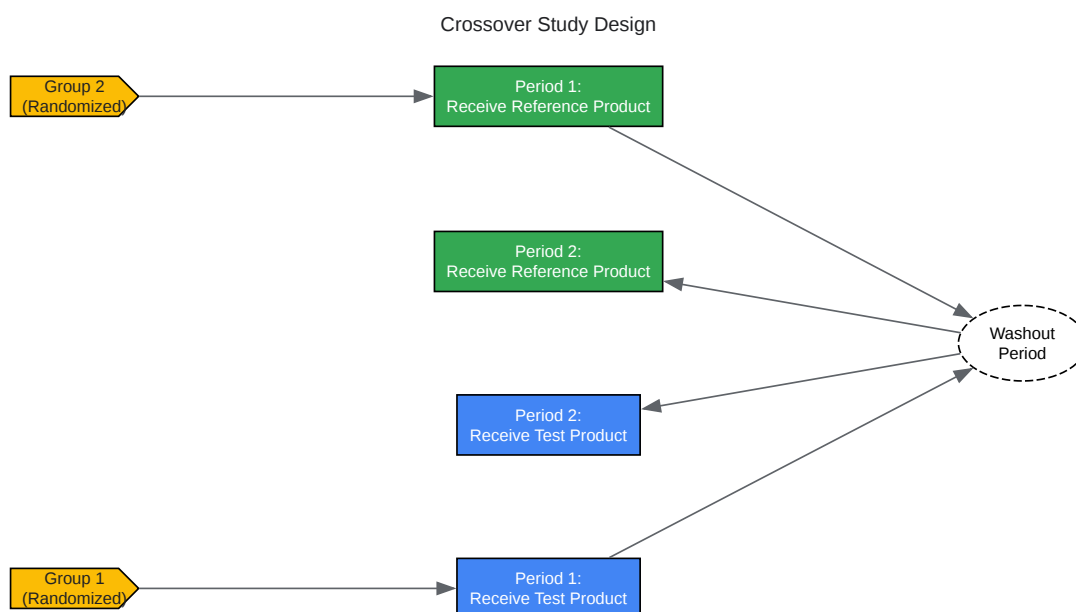 Crossover Study Design
Group 2
(Randomized)
Period 1:
Receive Reference Product
Period 2:
Receive Reference Product
Washout
Period
Period 2:
Receive Test Product
Group 1
(Randomized)
Period 1:
Receive Test Product